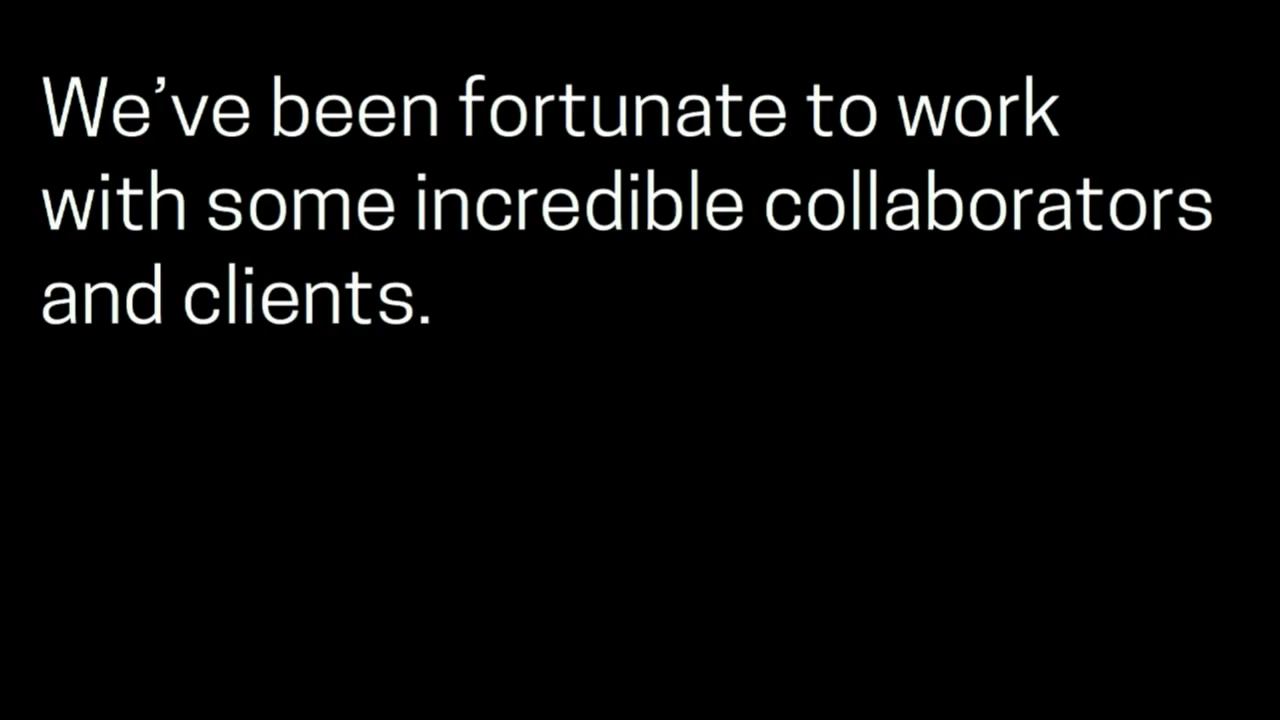 We’ve been fortunate to work
with some incredible collaborators
and clients.